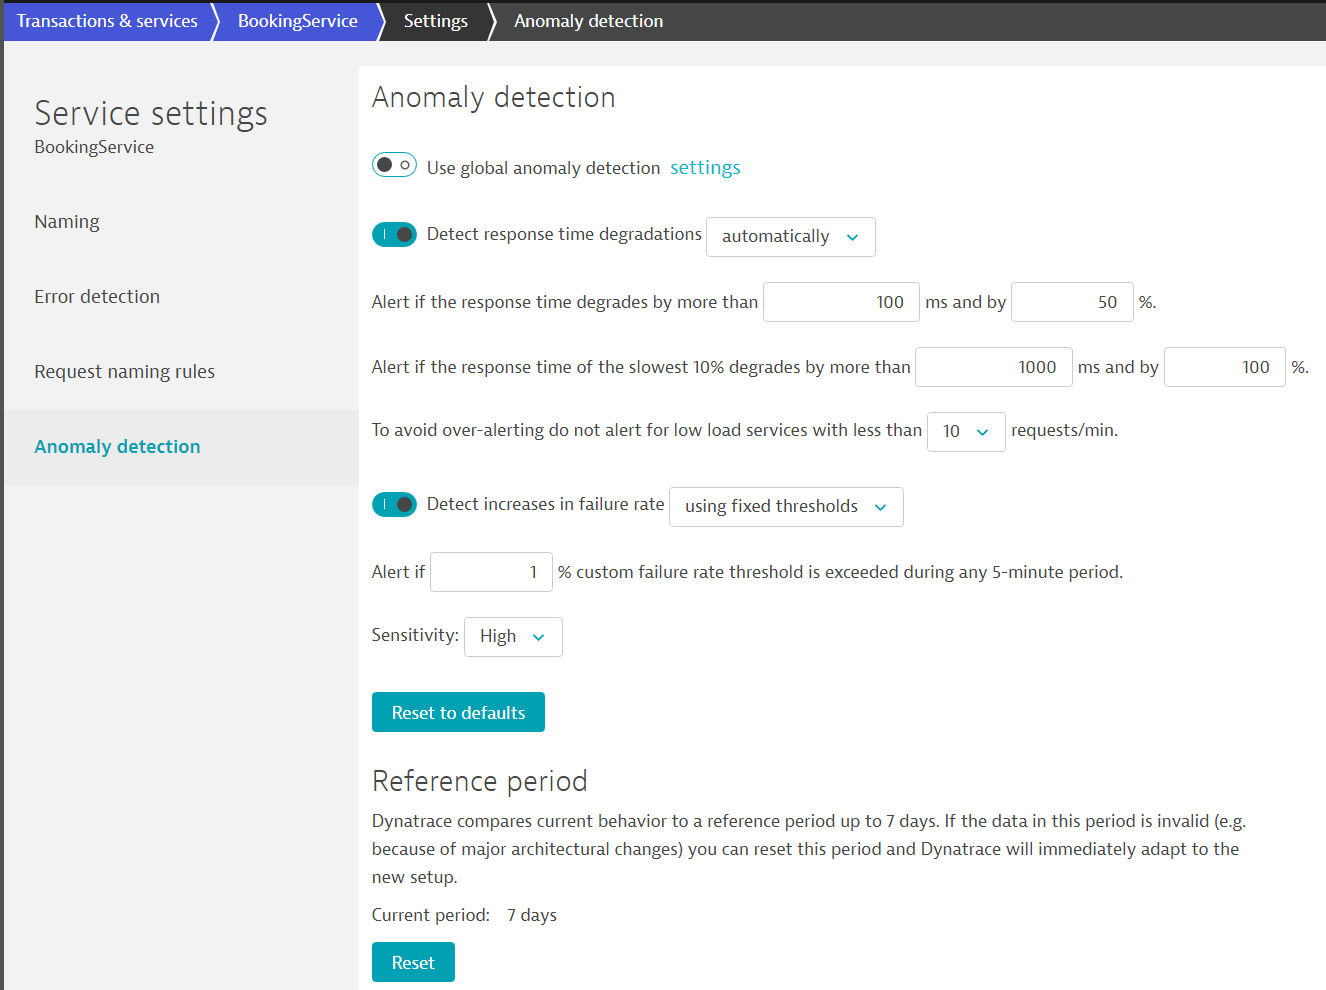 Transactions & services BookingService Settings Anomaly detection
Service settings
BookingService
Naming
Error detection
Request naming rules
Anomaly detection
Anomaly detection
Use global anomaly detection settings
Detect response time degradations automatically
Alert if the response time degrades by more than 100 ms and by 50 %.
Alert if the response time of the slowest 10% degrades by more than 1000 ms and by 100 %.
To avoid over-alerting do not alert for low load services with less than 10 requests/min.
Detect increases in failure rate using fixed thresholds
Alert if 1 % custom failure rate threshold is exceeded during any 5-minute period.
Sensitivity: High
Reset to defaults
Reference period
Dynatrace compares current behavior to a reference period up to 7 days. If the data in this period is invalid (e.g.
because of major architectural changes) you can reset this period and Dynatrace will immediately adapt to the
new setup.
Current period: 7 days
Reset